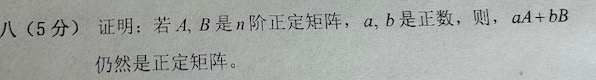 八（5分） 证明：若 A, B 是 n 阶正定矩阵， a, b 是正数，则， aA+bB
仍然是正定矩阵。